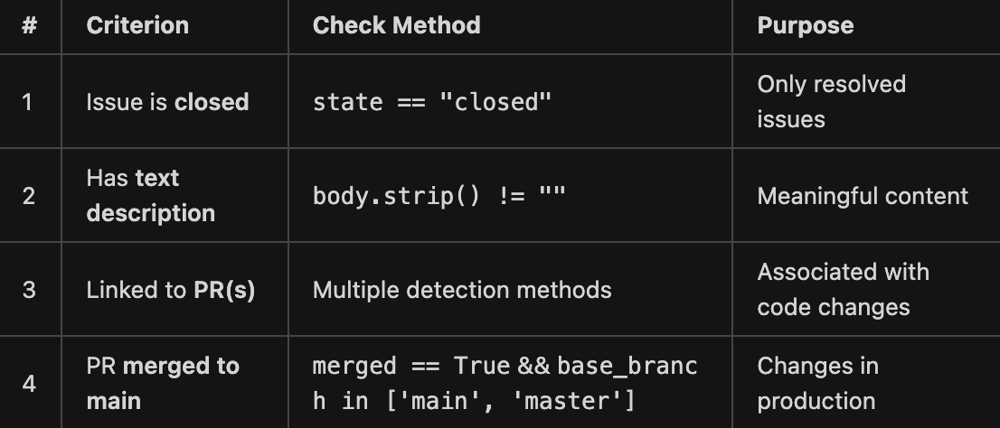 # Criterion Check Method Purpose
1 Issue is closed state == "closed" Only resolved
issues
2 Has text
description body.strip() != "" Meaningful content
3 Linked to PR(s) Multiple detection methods Associated with
code changes
4 PR merged to
main merged == True && base_branc
h in ['main', 'master'] Changes in
production